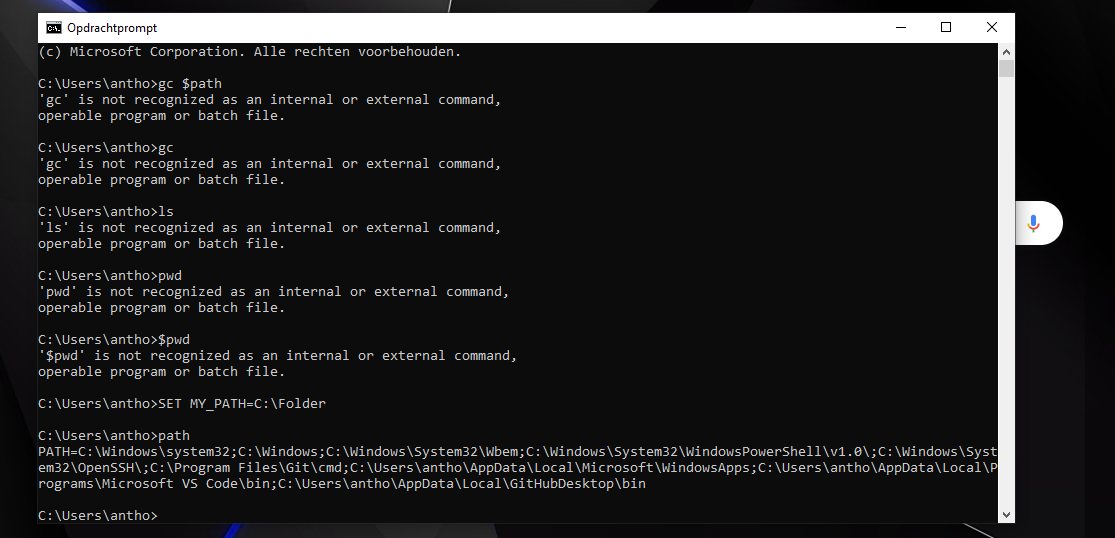 Opdrachtprompt
(c) Microsoft Corporation. Alle rechten voorbehouden.
C:\Users\antho>gc $path
'gc' is not recognized as an internal or external command,
operable program or batch file.
C:\Users\antho>gc
'gc' is not recognized as an internal or external command,
operable program or batch file.
C:\Users\antho>ls
'ls' is not recognized as an internal or external command,
operable program or batch file.
C:\Users\antho>pwd
'pwd' is not recognized as an internal or external command,
operable program or batch file.
C:\Users\antho>$pwd
'$pwd' is not recognized as an internal or external command,
operable program or batch file.
C:\Users\antho>SET MY_PATH=C:\Folder
C:\Users\antho>path
PATH=C:\Windows\system32;C:\Windows;C:\Windows\System32\Wbem;C:\Windows\System32\WindowsPowerShell\v1.0\;C:\Windows\Syst
em32\OpenSSH\;C:\Program Files\Git\cmd;C:\Users\antho\AppData\Local\Microsoft\WindowsApps;C:\Users\antho\AppData\Local\P
rograms\Microsoft VS Code\bin;C:\Users\antho\AppData\Local\GitHubDesktop\bin
C:\Users\antho>